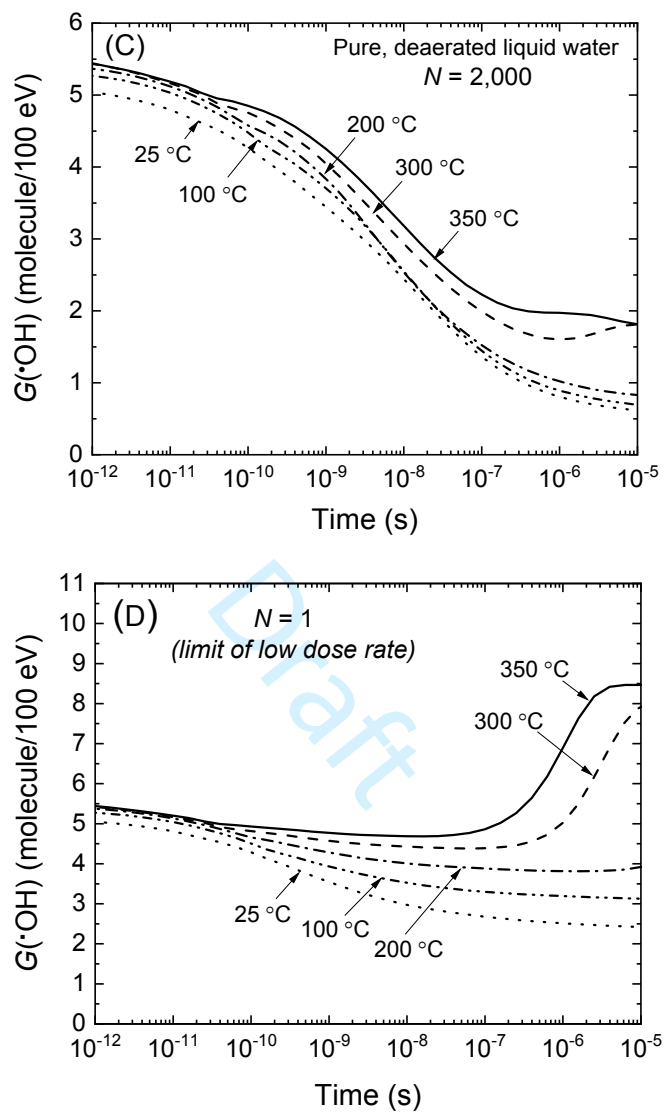 (C)
Pure, deaerated liquid water
N = 2,000
6
5
4
3
2
1
0
G(·OH) (molecule/100 eV)
25 °C
100 °C
200 °C
300 °C
350 °C
10⁻¹² 10⁻¹¹ 10⁻¹⁰ 10⁻⁹ 10⁻⁸ 10⁻⁷ 10⁻⁶ 10⁻⁵
Time (s)
(D)
N = 1
(limit of low dose rate)
11
10
9
8
7
6
5
4
3
2
1
0
G(·OH) (molecule/100 eV)
350 °C
300 °C
25 °C
100 °C
200 °C
10⁻¹² 10⁻¹¹ 10⁻¹⁰ 10⁻⁹ 10⁻⁸ 10⁻⁷ 10⁻⁶ 10⁻⁵
Time (s)
Draft